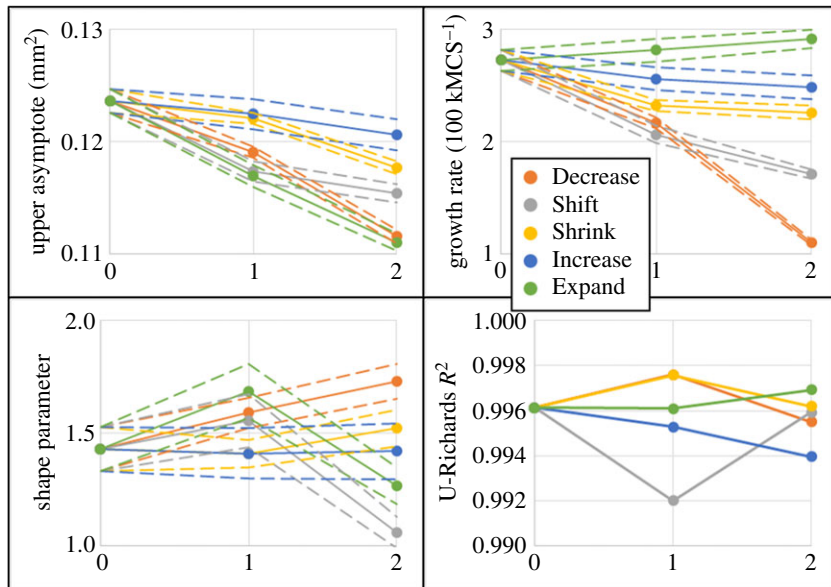 upper asymptote (mm²)
0.13
0.12
0.11
0 1 2
growth rate (100 kMCS⁻¹)
3
2
1
0 1 2
Decrease
Shift
Shrink
Increase
Expand
shape parameter
2.0
1.5
1.0
0 1 2
U-Richards R²
1.000
0.998
0.996
0.994
0.992
0.990
0 1 2